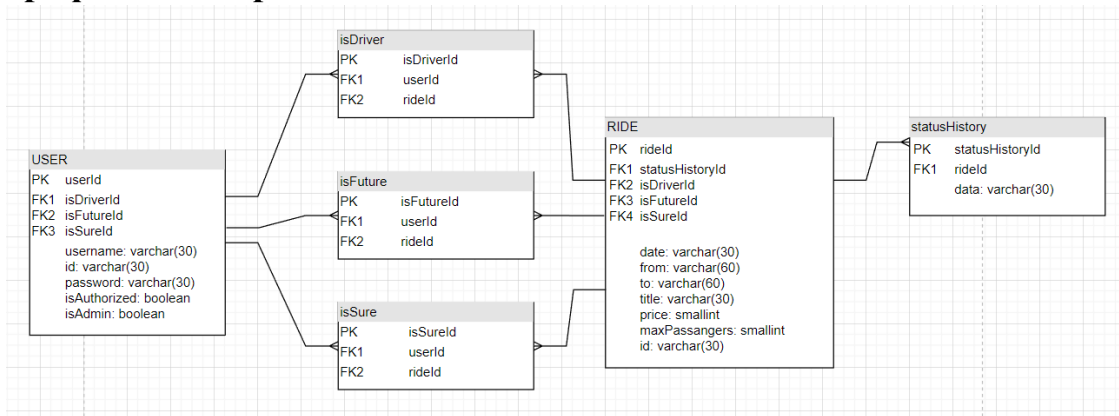 USER
PK userId
FK1 isDriverId
FK2 isFutureId
FK3 isSureId
username: varchar(30)
id: varchar(30)
password: varchar(30)
isAuthorized: boolean
isAdmin: boolean
isDriver
PK isDriverId
FK1 userId
FK2 rideId
isFuture
PK isFutureId
FK1 userId
FK2 rideId
isSure
PK isSureId
FK1 userId
FK2 rideId
RIDE
PK rideId
FK1 statusHistoryId
FK2 isDriverId
FK3 isFutureId
FK4 isSureId
date: varchar(30)
from: varchar(60)
to: varchar(60)
title: varchar(30)
price: smallint
maxPassangers: smallint
id: varchar(30)
statusHistory
PK statusHistoryId
FK1 rideId
data: varchar(30)